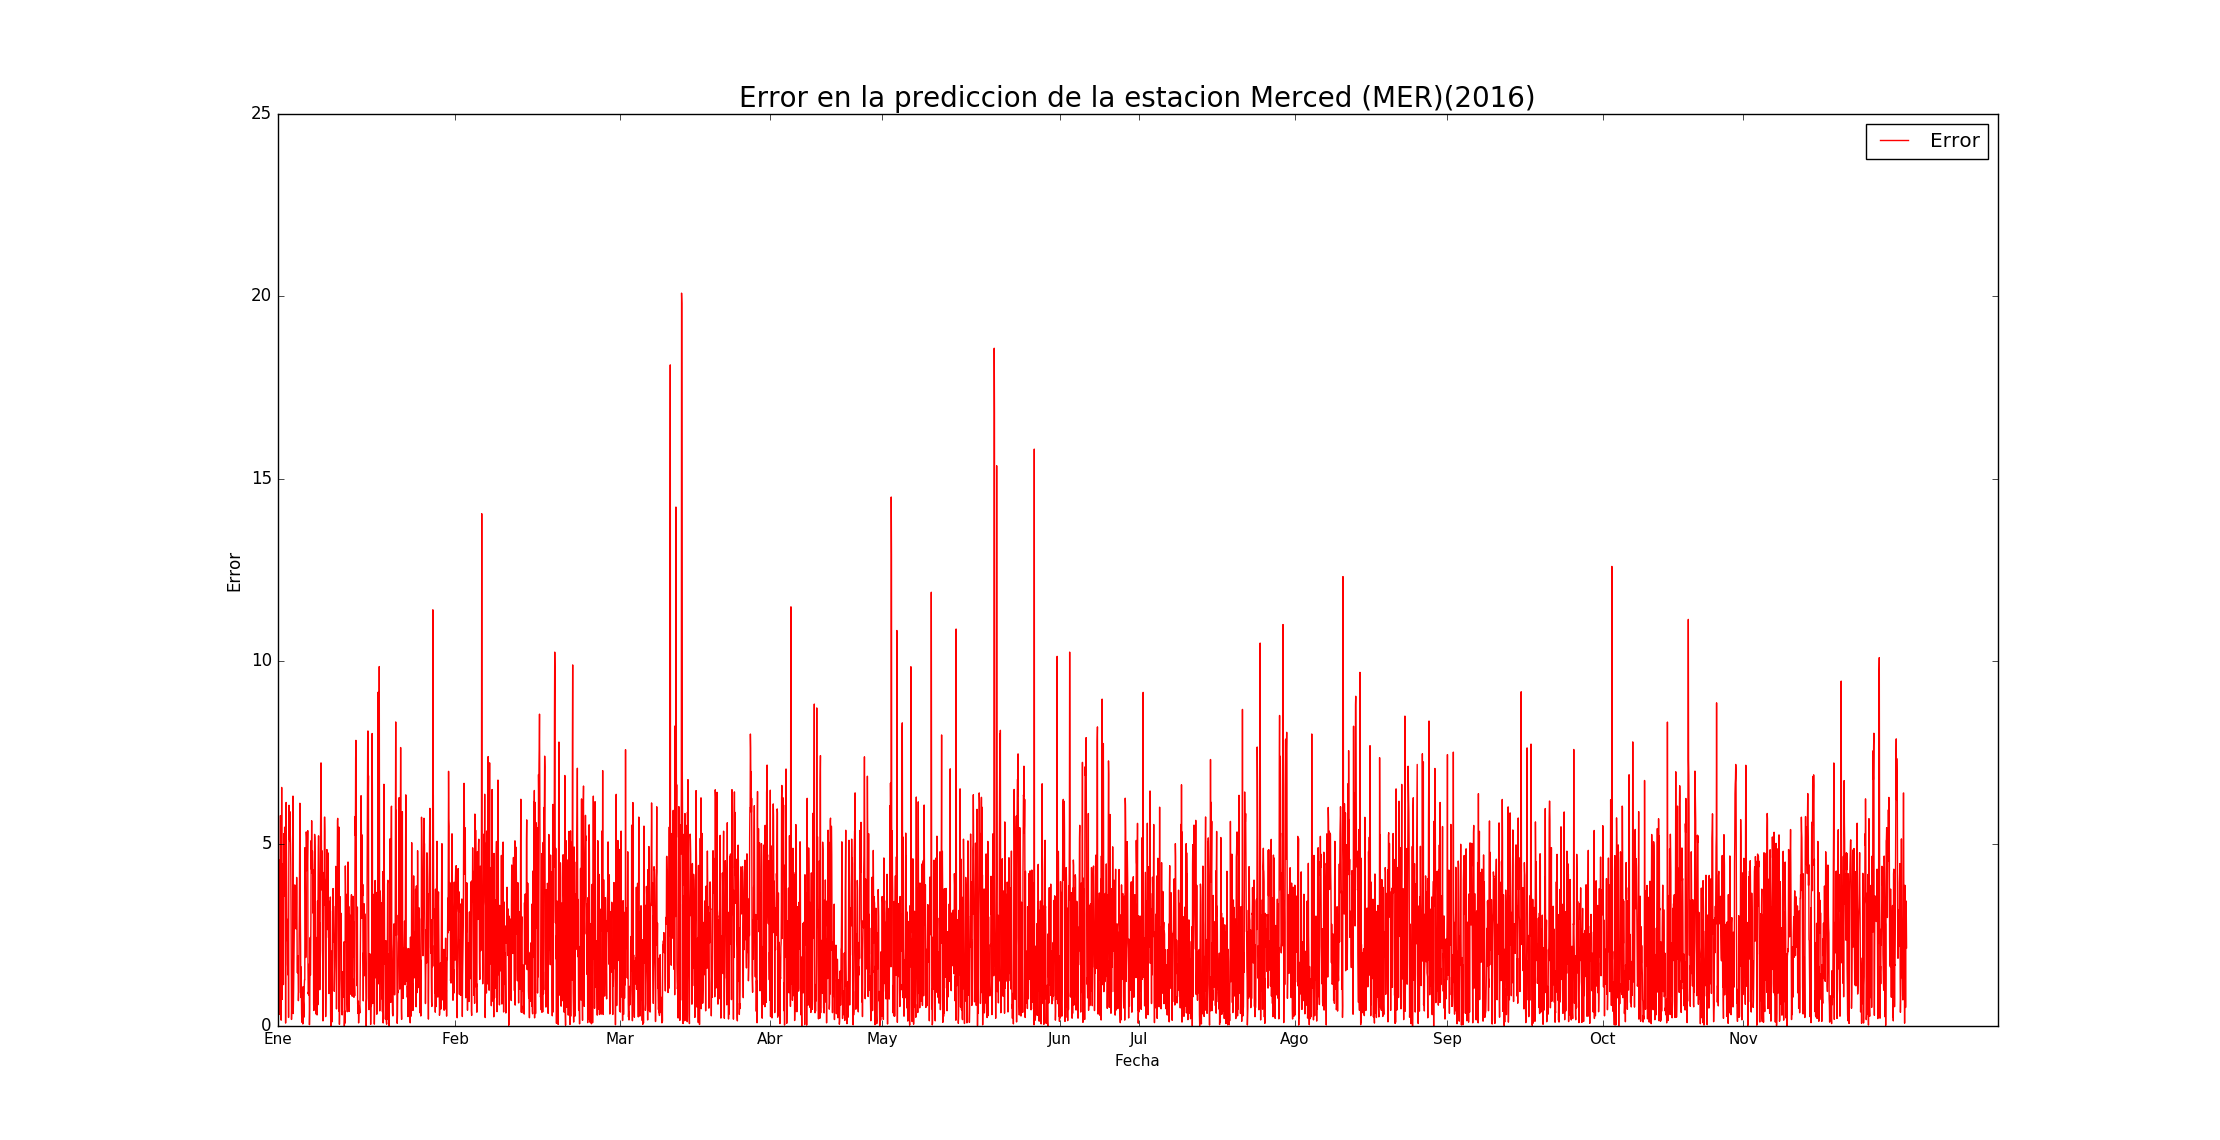 Error en la prediccion de la estacion Merced (MER)(2016)
25
Error
20
15
10
5
0
Error
Ene Feb Mar Abr May Jun Jul Ago Sep Oct Nov
Fecha